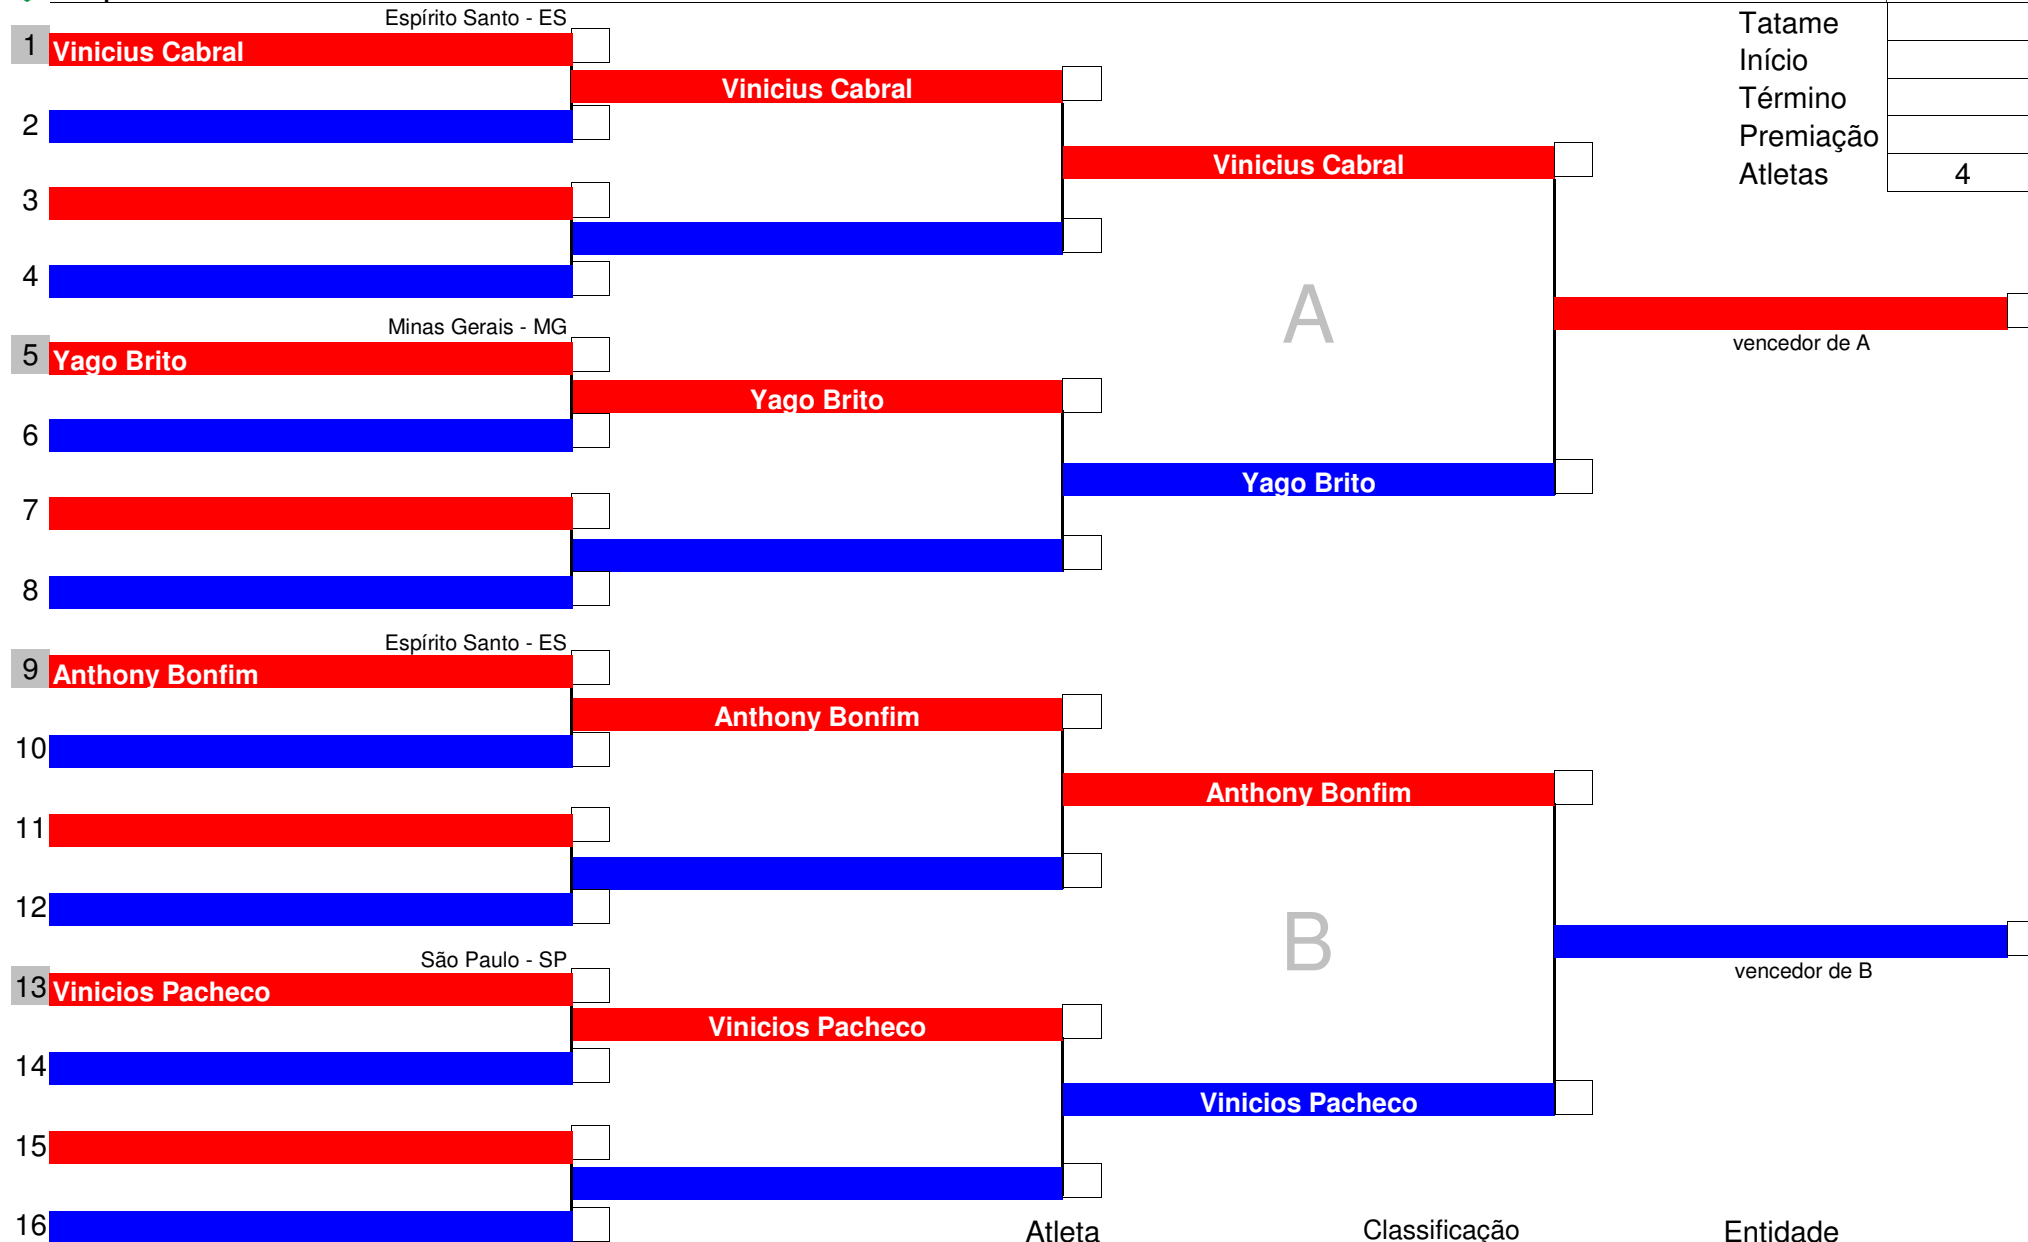 Espírito Santo - ES
Tatame
1 Vinicius Cabral
Início
Vinicius Cabral
Término
2
Premiação
Vinicius Cabral
Atletas 4
3
4
A
Minas Gerais - MG
vencedor de A
5 Yago Brito
Yago Brito
6
Yago Brito
7
8
Espírito Santo - ES
9 Anthony Bonfim
Anthony Bonfim
10
Anthony Bonfim
11
12
B
São Paulo - SP
vencedor de B
13 Vinicios Pacheco
Vinicios Pacheco
14
Vinicios Pacheco
15
16
Atleta Classificação Entidade